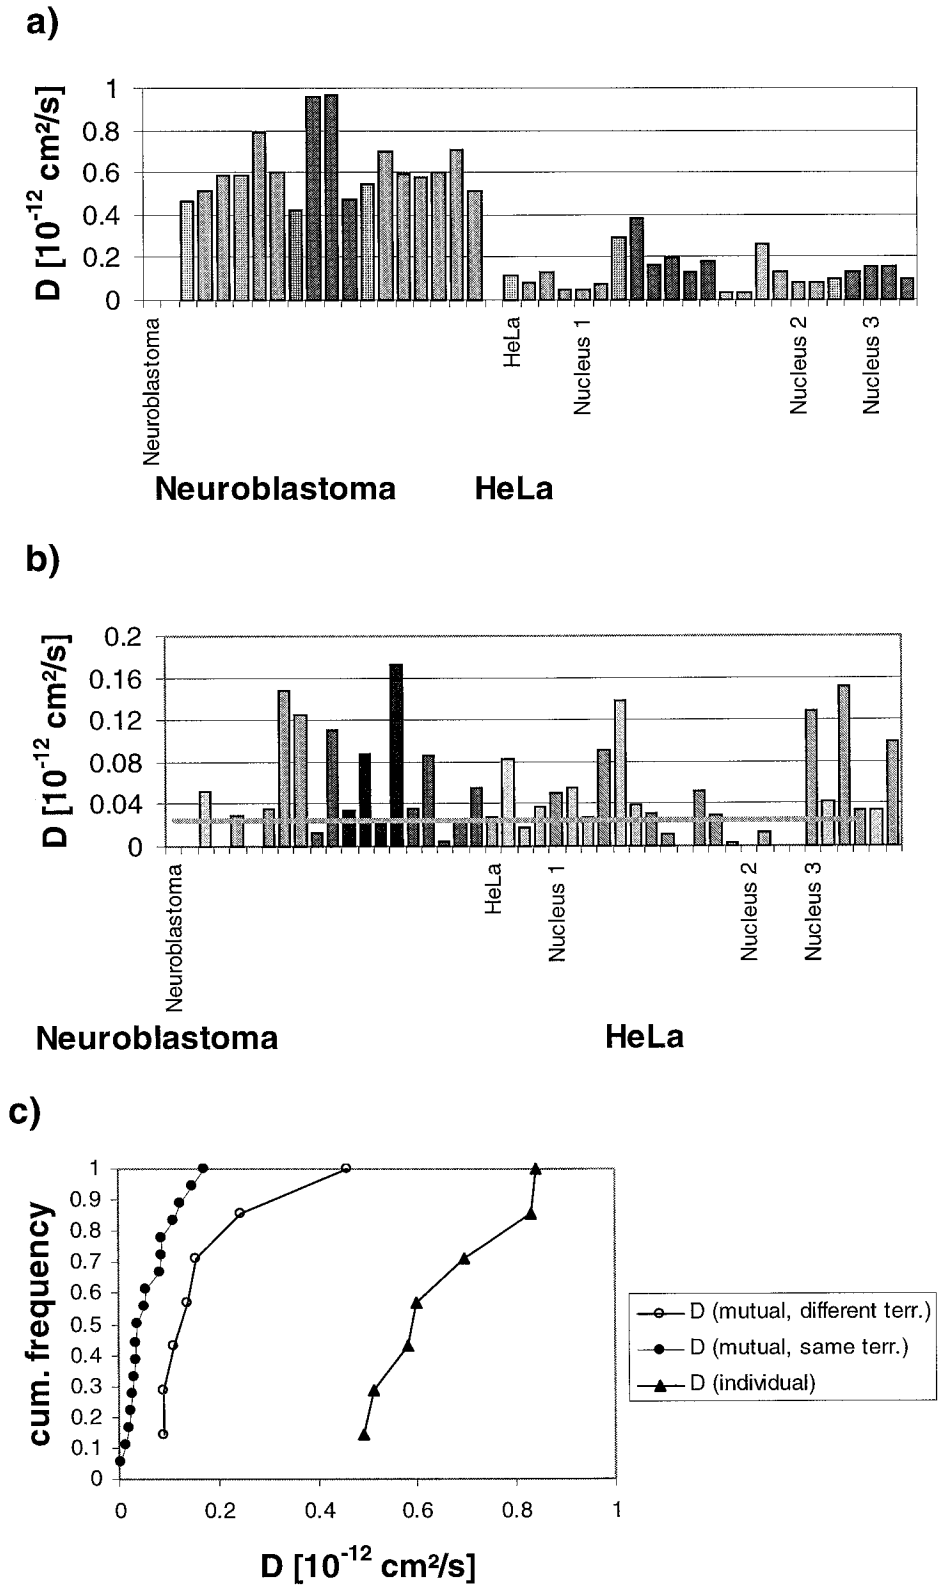 a)
D [10⁻¹² cm²/s]
1
0.8
0.6
0.4
0.2
0
Neuroblastoma
HeLa
Nucleus 1
Nucleus 2
Nucleus 3
Neuroblastoma HeLa
b)
D [10⁻¹² cm²/s]
0.2
0.16
0.12
0.08
0.04
0
Neuroblastoma
HeLa
Nucleus 1
Nucleus 2
Nucleus 3
Neuroblastoma HeLa
c)
cum. frequency
1
0.9
0.8
0.7
0.6
0.5
0.4
0.3
0.2
0.1
0
0 0.2 0.4 0.6 0.8 1
D [10⁻¹² cm²/s]
D (mutual, different terr.)
D (mutual, same terr.)
D (individual)